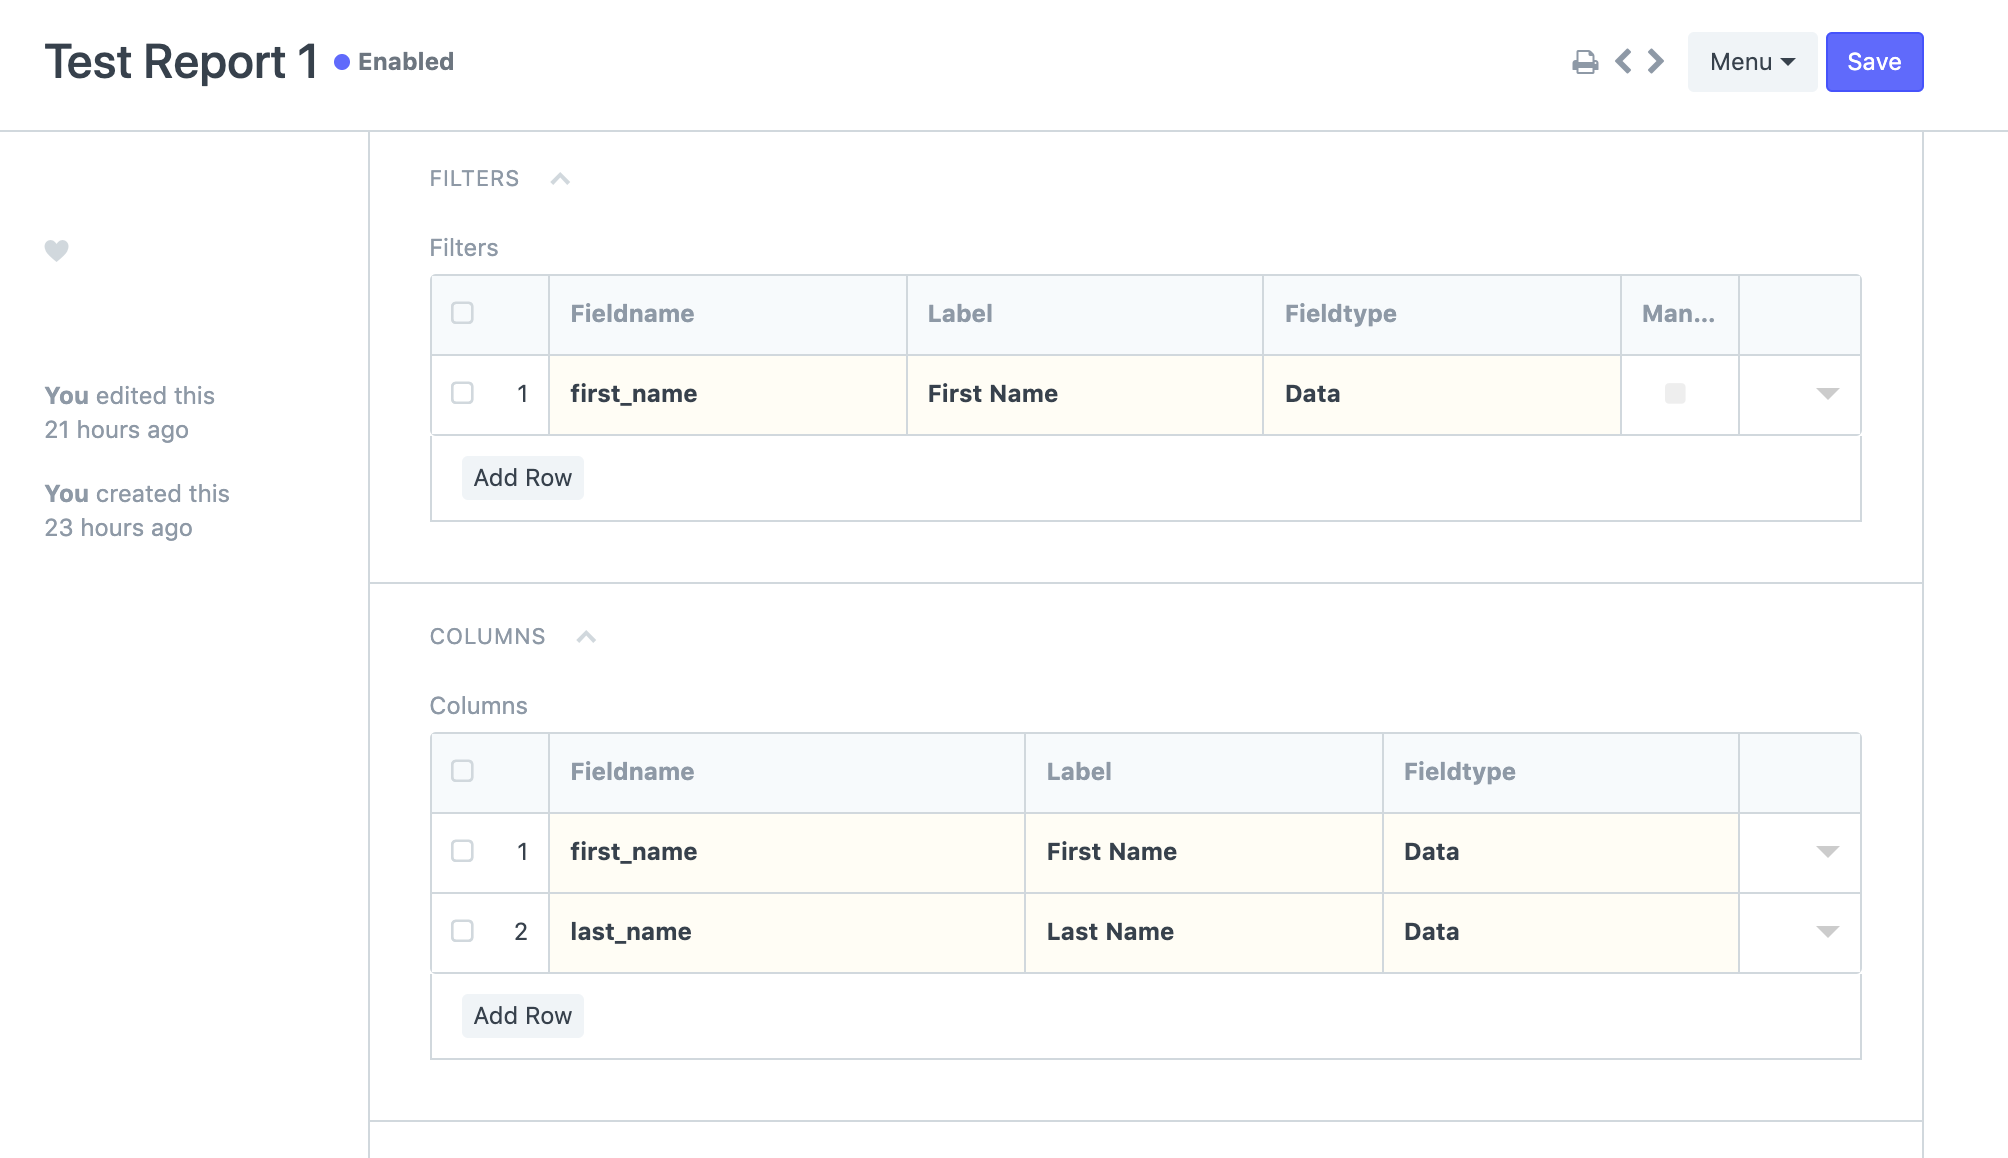 Test Report 1 Enabled Menu Save
FILTERS
Filters
Fieldname Label Fieldtype Man...
1 first_name First Name Data
Add Row
You edited this
21 hours ago
You created this
23 hours ago
COLUMNS
Columns
Fieldname Label Fieldtype
1 first_name First Name Data
2 last_name Last Name Data
Add Row